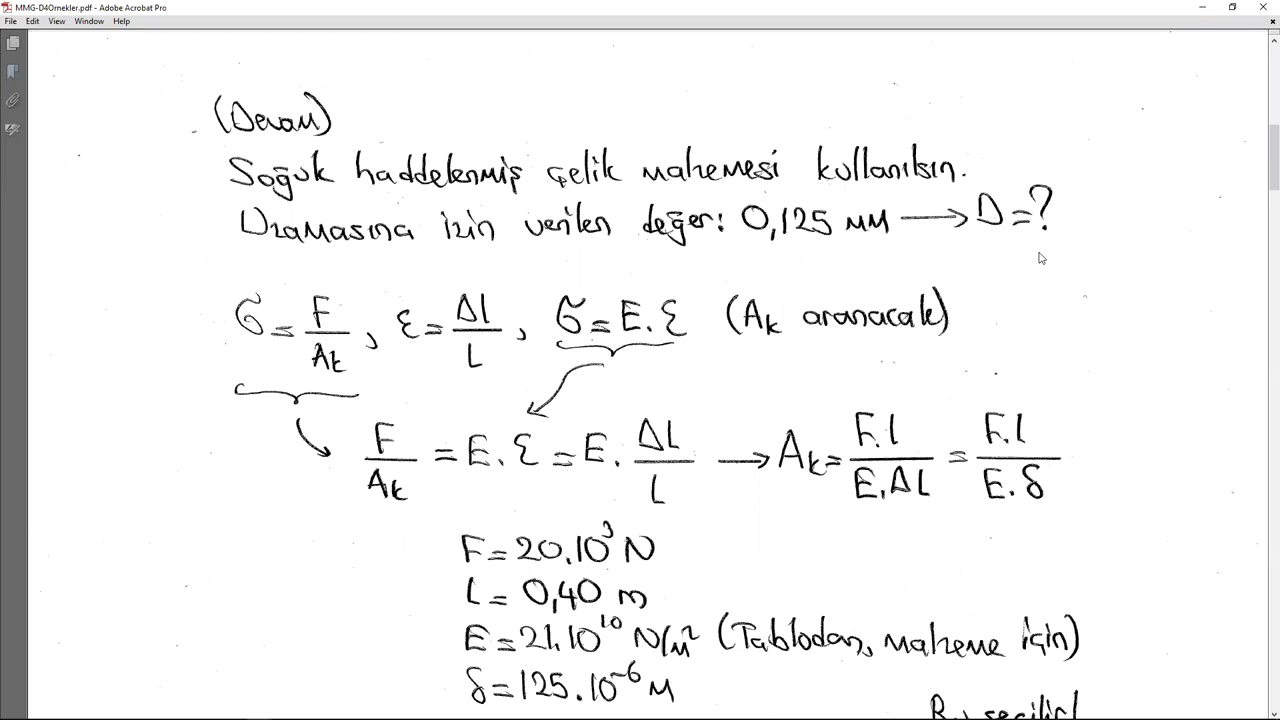 MMG-D4Ornekler.pdf - Adobe Acrobat Pro
File Edit View Window Help
(Devam)
Soğuk haddelenmiş çelik malzemesi kullanılsın.
Uzamasına izin verilen değer: 0,125 mm → D=?
σ = F/Ak , ε = ΔL/L , σ = E.ε (Ak aranacak)
F/Ak = E.ε = E. ΔL/L → Ak = F.l/E.ΔL = F.l/E.δ
F=20.10³ N
L= 0,40 m
E=21.10¹⁰ N/m² (Tablodan, malzeme için)
δ=125.10⁻⁶ m